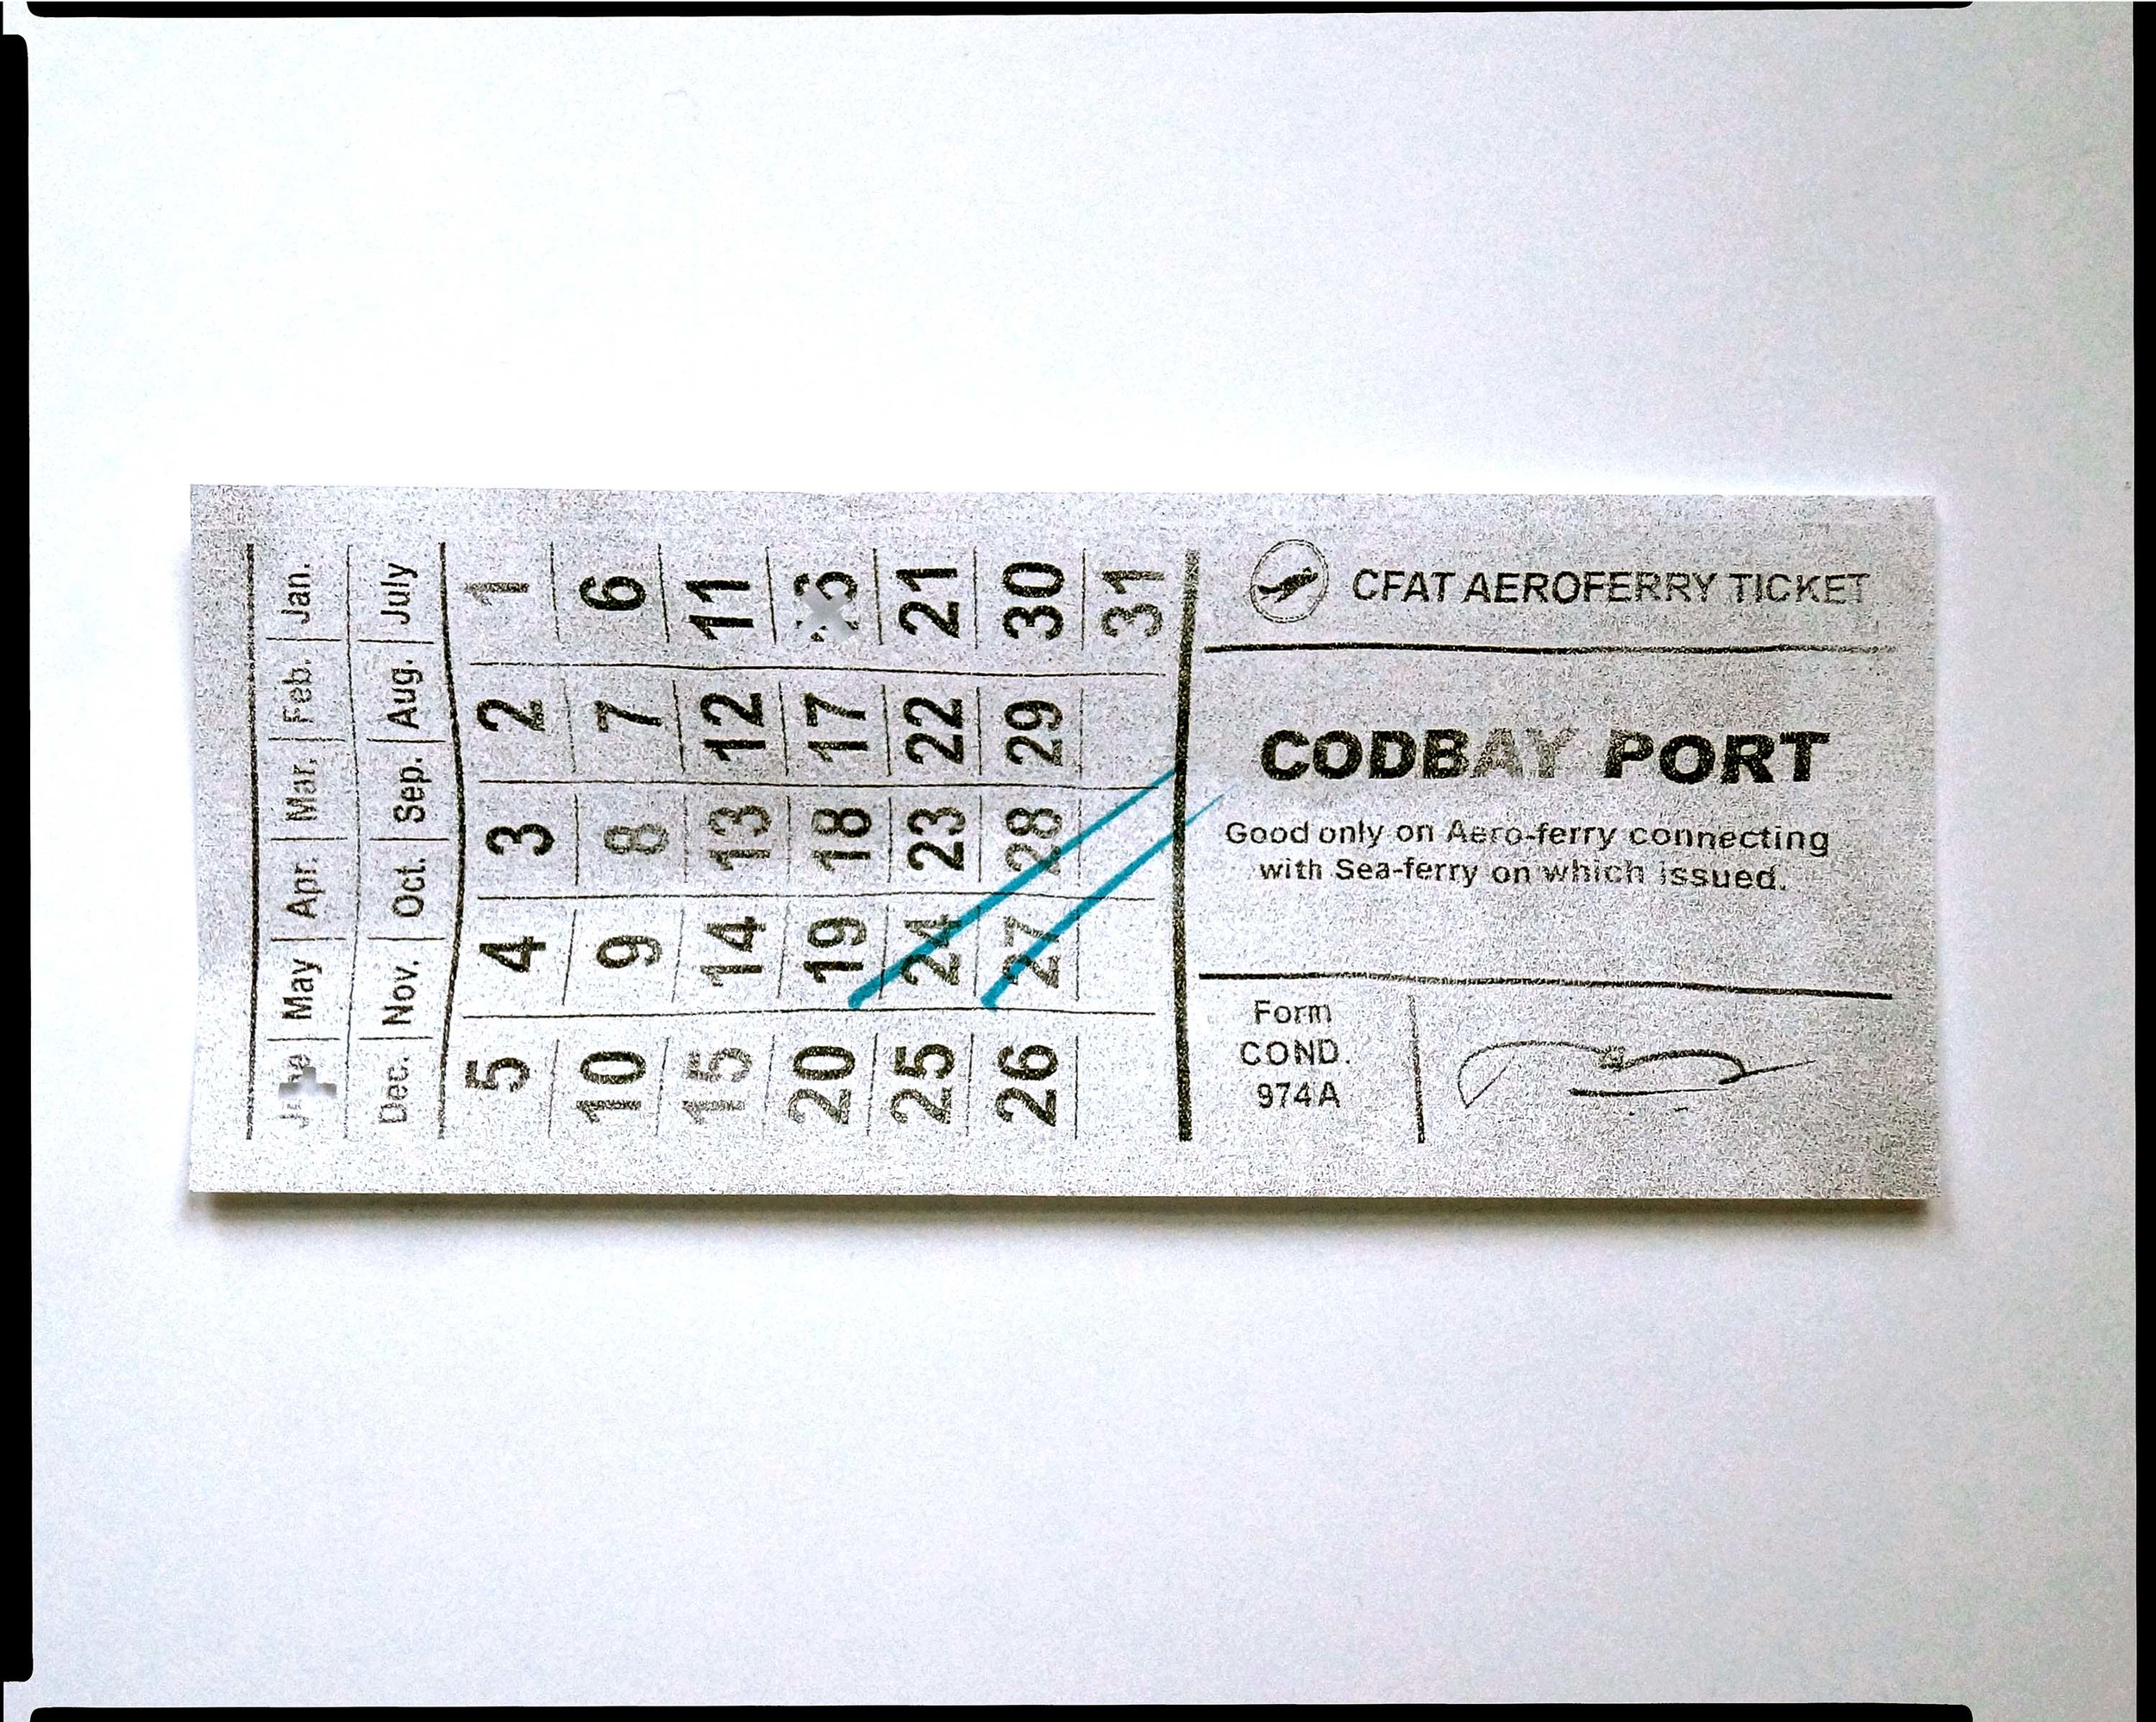 June May Apr. Mar. Feb. Jan.
Dec. Nov. Oct. Sep. Aug. July
5 4 3 2 1
10 9 8 7 6
15 14 13 12 11
20 19 18 17 16
25 24 23 22 21
26 27 28 29 30
31
CFAT AEROFERRY TICKET
CODBAY PORT
Good only on Aero-ferry connecting
with Sea-ferry on which issued.
Form
COND.
974A